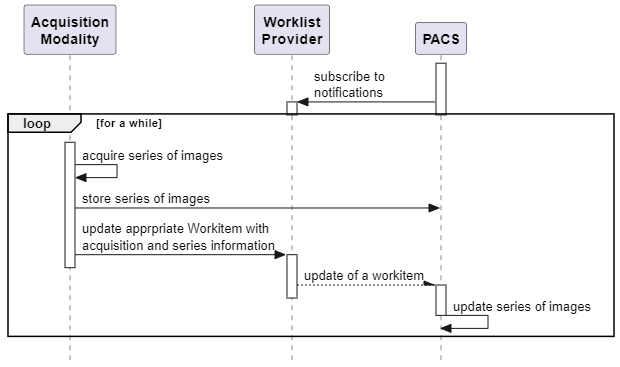 Acquisition
Modality
Worklist
Provider
PACS
subscribe to
notifications
loop
[for a while]
acquire series of images
store series of images
update apprpriate Workitem with
acquisition and series information
update of a workitem
update series of images